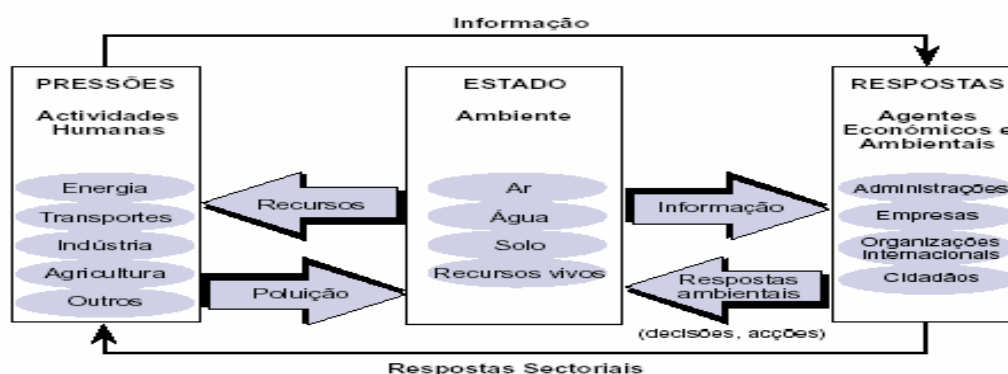 Informação
PRESSÕES
Actividades
Humanas
Energia
Transportes
Indústria
Agricultura
Outros
Recursos
Poluição
ESTADO
Ambiente
Ar
Água
Solo
Recursos vivos
Informação
Respostas
ambientais
(decisões, acções)
RESPOSTAS
Agentes
Económicos e
Ambientais
Administrações
Empresas
Organizações
Internacionais
Cidadãos
Respostas Sectoriais